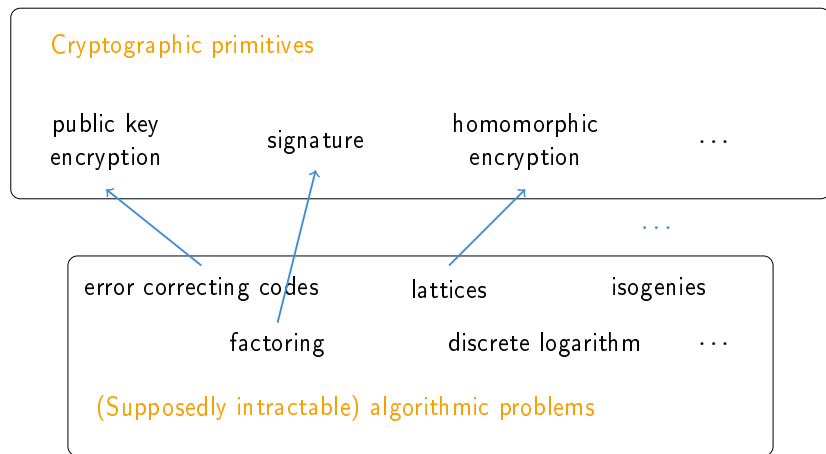 Cryptographic primitives
public key
encryption
signature
homomorphic
encryption
...
...
error correcting codes
lattices
isogenies
factoring
discrete logarithm
...
(Supposedly intractable) algorithmic problems